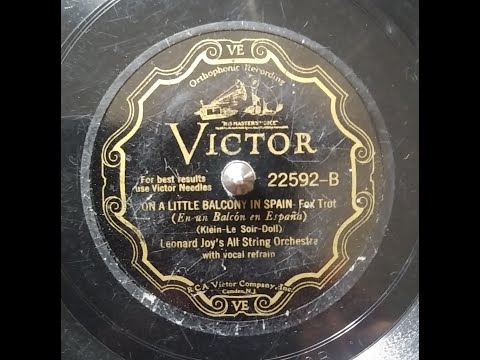 VE
Orthophonic Recording
"HIS MASTER'S VOICE"
VICTOR
For best results
use Victor Needles
22592-B
ON A LITTLE BALCONY IN SPAIN-Fox Trot
(En un Balcón en España)
(Klein-Le Soir-Doll)
Leonard Joy's All String Orchestra
with vocal refrain
RCA Victor Company, Inc.
Camden, N.J.
VE